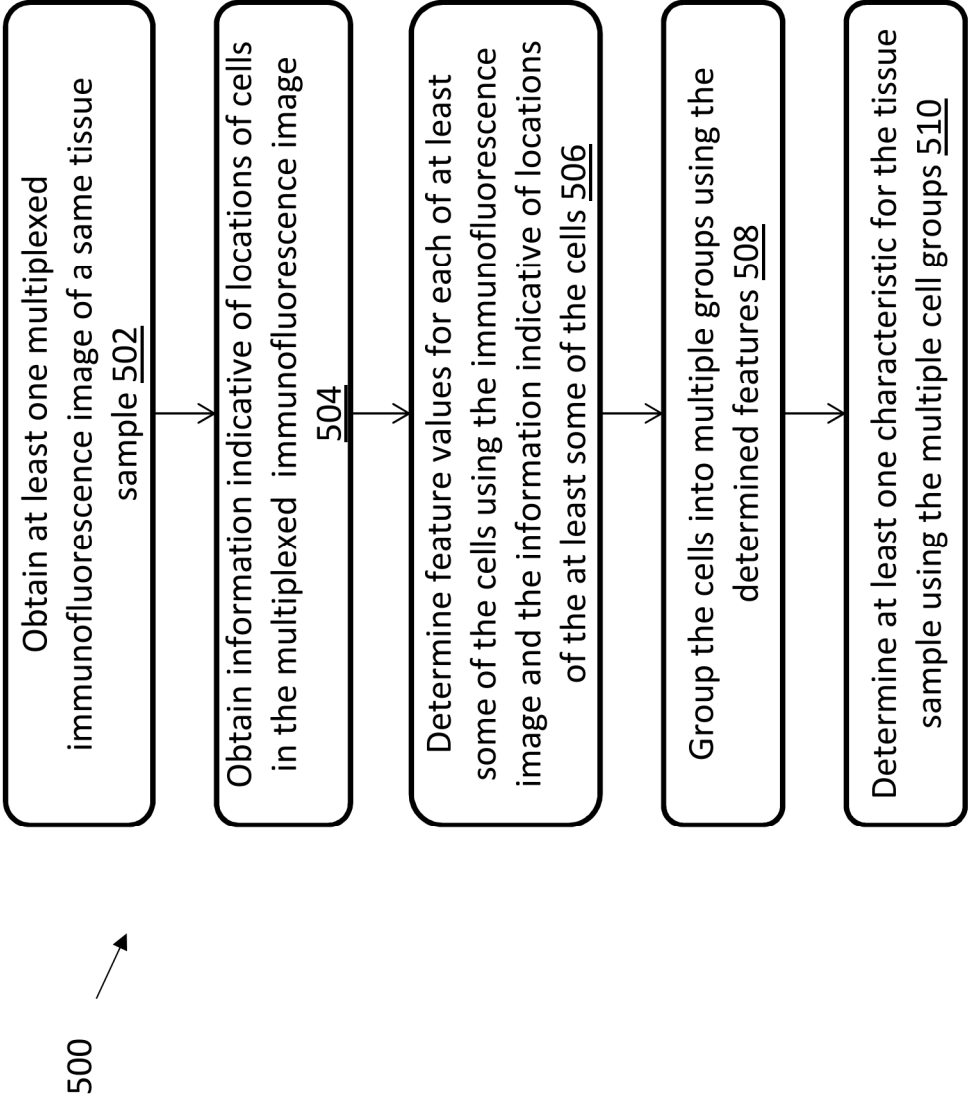 500
Obtain at least one multiplexed
immunofluorescence image of a same tissue
sample 502
Obtain information indicative of locations of cells
in the multiplexed immunofluorescence image
504
Determine feature values for each of at least
some of the cells using the immunofluorescence
image and the information indicative of locations
of the at least some of the cells 506
Group the cells into multiple groups using the
determined features 508
Determine at least one characteristic for the tissue
sample using the multiple cell groups 510